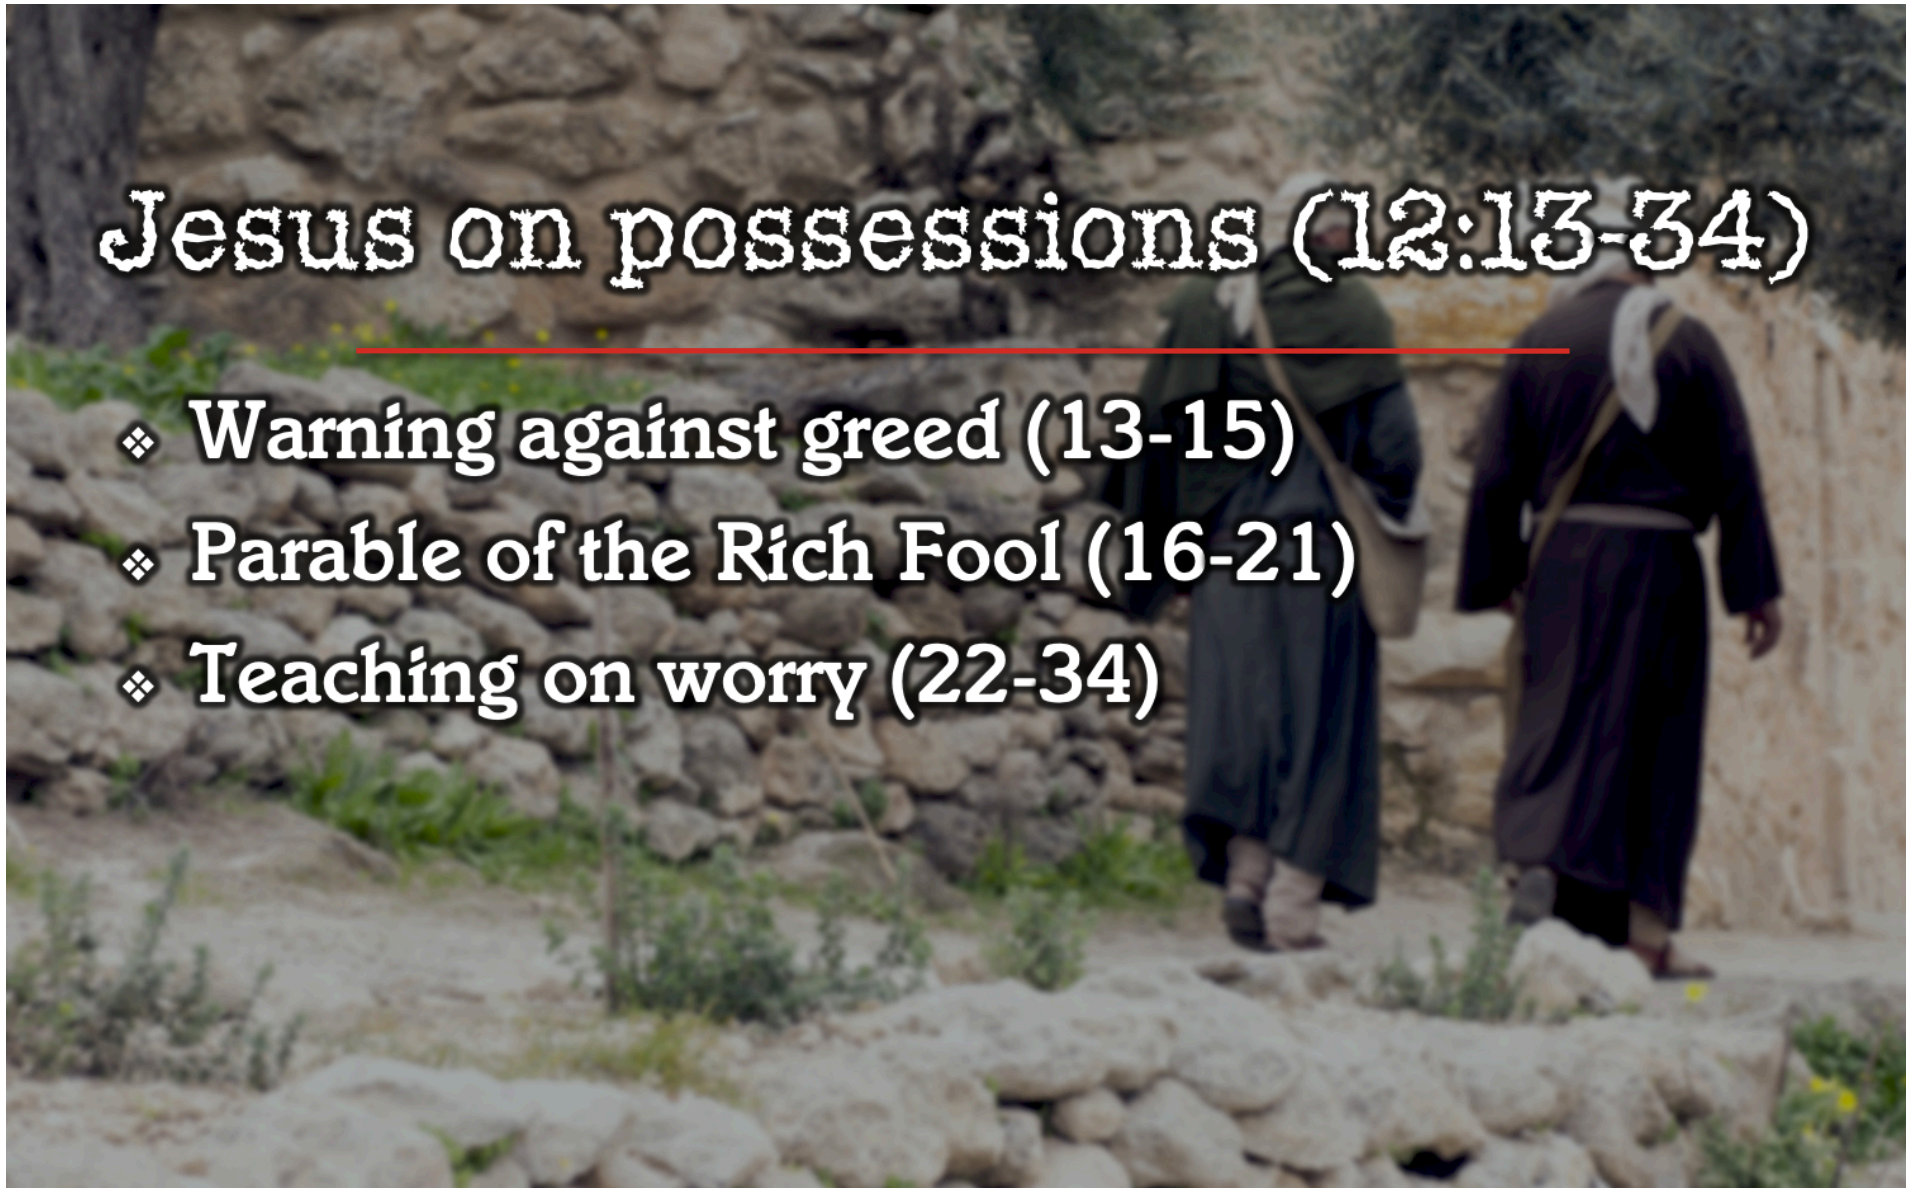 Jesus on possessions (12:13-34)
❖ Warning against greed (13-15)
❖ Parable of the Rich Fool (16-21)
❖ Teaching on worry (22-34)